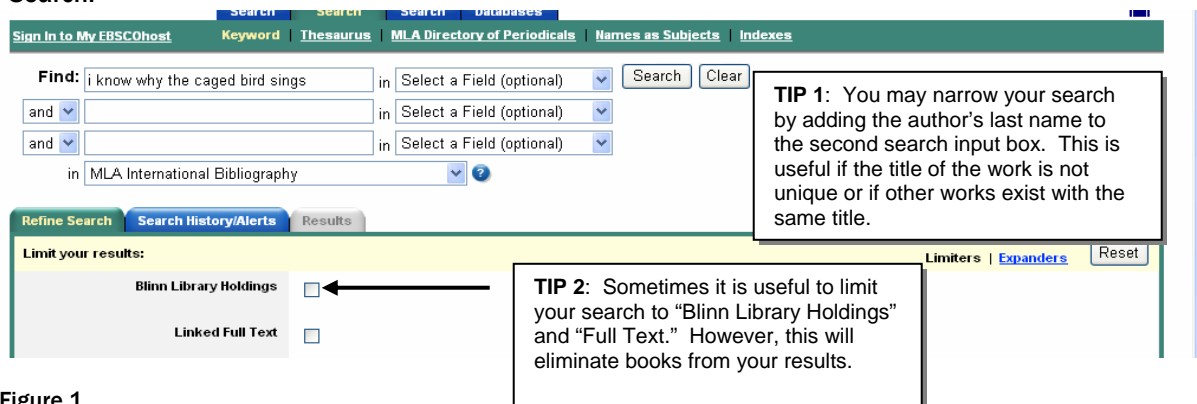 Search.
Search Search Search Databases
Sign In to My EBSCOhost Keyword | Thesaurus | MLA Directory of Periodicals | Names as Subjects | Indexes
Find: i know why the caged bird sings in Select a Field (optional) Search Clear
and in Select a Field (optional)
and in Select a Field (optional)
in MLA International Bibliography
TIP 1: You may narrow your search
by adding the author's last name to
the second search input box. This is
useful if the title of the work is not
unique or if other works exist with the
same title.
Refine Search Search History/Alerts Results
Limit your results: Limiters | Expanders Reset
Blinn Library Holdings
Linked Full Text
TIP 2: Sometimes it is useful to limit
your search to “Blinn Library Holdings”
and “Full Text.” However, this will
eliminate books from your results.
Figure 1